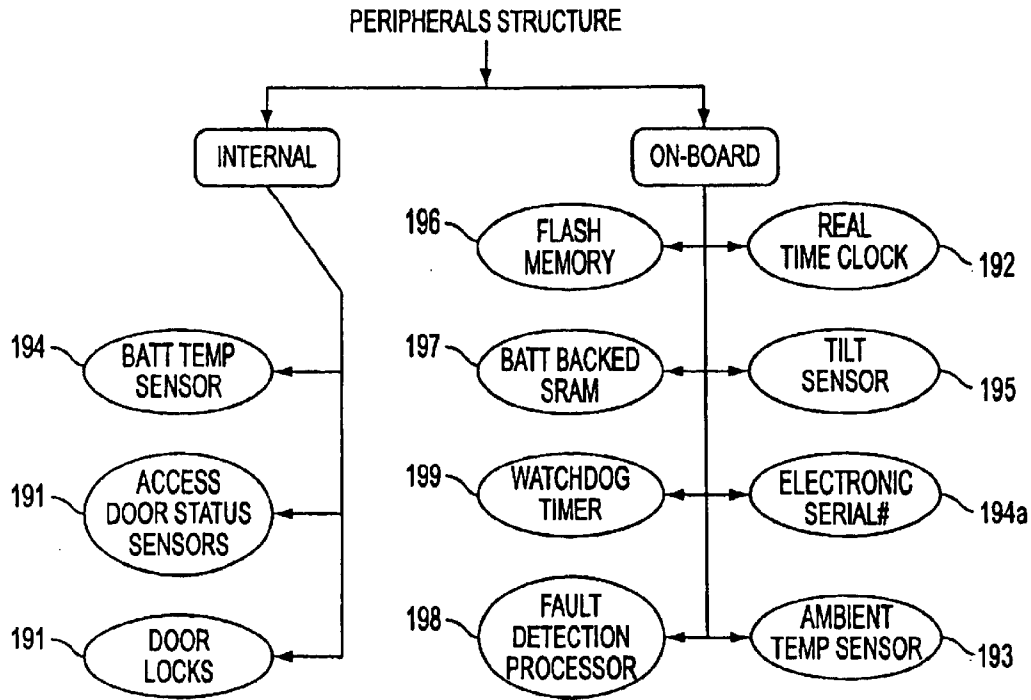 PERIPHERALS STRUCTURE
INTERNAL
ON-BOARD
196
FLASH
MEMORY
REAL
TIME CLOCK
192
194
BATT TEMP
SENSOR
197
BATT BACKED
SRAM
TILT
SENSOR
195
191
ACCESS
DOOR STATUS
SENSORS
199
WATCHDOG
TIMER
ELECTRONIC
SERIAL#
194a
191
DOOR
LOCKS
198
FAULT
DETECTION
PROCESSOR
AMBIENT
TEMP SENSOR
193